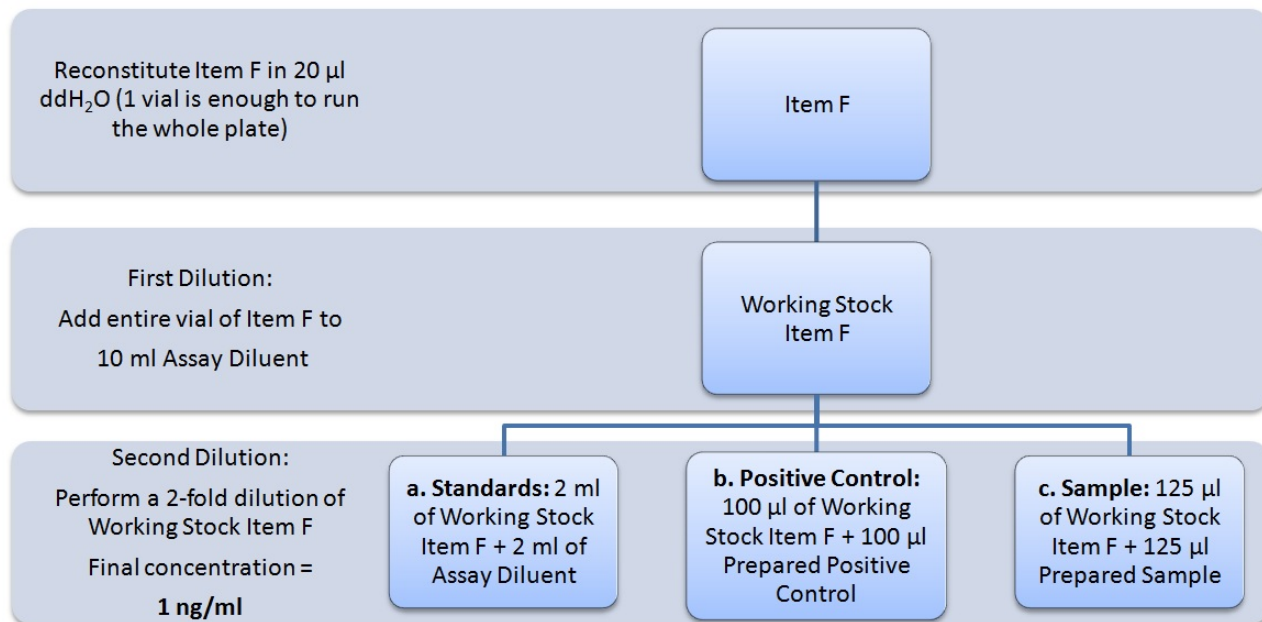 Reconstitute Item F in 20 µl
ddH₂O (1 vial is enough to run
the whole plate)
Item F
First Dilution:
Add entire vial of Item F to
10 ml Assay Diluent
Working Stock
Item F
Second Dilution:
Perform a 2-fold dilution of
Working Stock Item F
Final concentration =
1 ng/ml
a. Standards: 2 ml
of Working Stock
Item F + 2 ml of
Assay Diluent
b. Positive Control:
100 µl of Working
Stock Item F + 100 µl
Prepared Positive
Control
c. Sample: 125 µl
of Working Stock
Item F + 125 µl
Prepared Sample